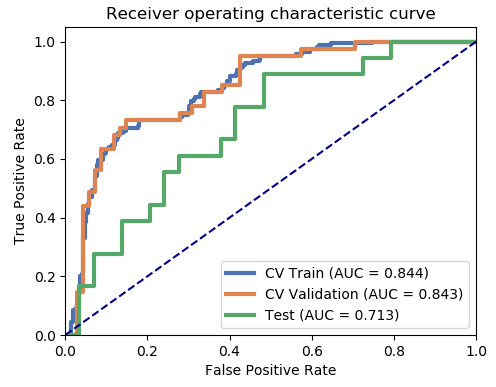 Receiver operating characteristic curve
True Positive Rate
1.0
0.8
0.6
0.4
0.2
0.0
CV Train (AUC = 0.844)
CV Validation (AUC = 0.843)
Test (AUC = 0.713)
0.0 0.2 0.4 0.6 0.8 1.0
False Positive Rate